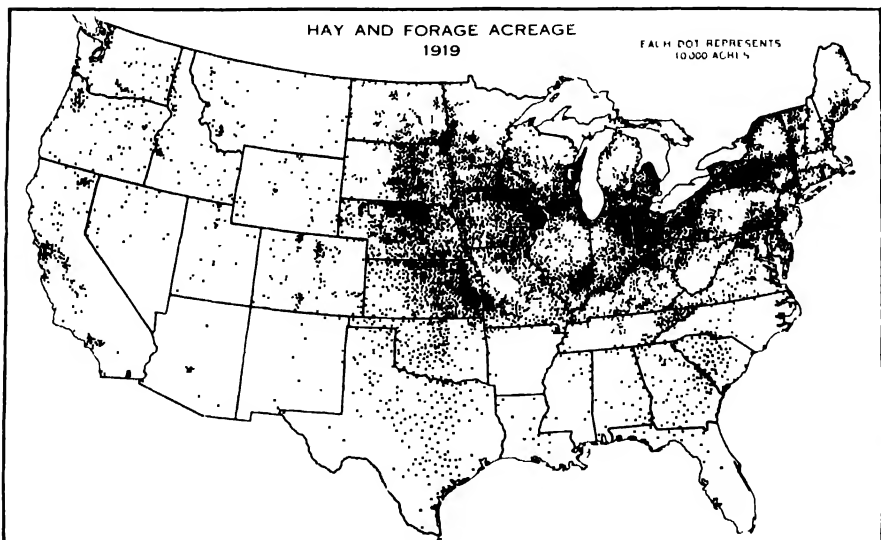 HAY AND FORAGE ACREAGE
1919
EACH DOT REPRESENTS
10,000 ACRES